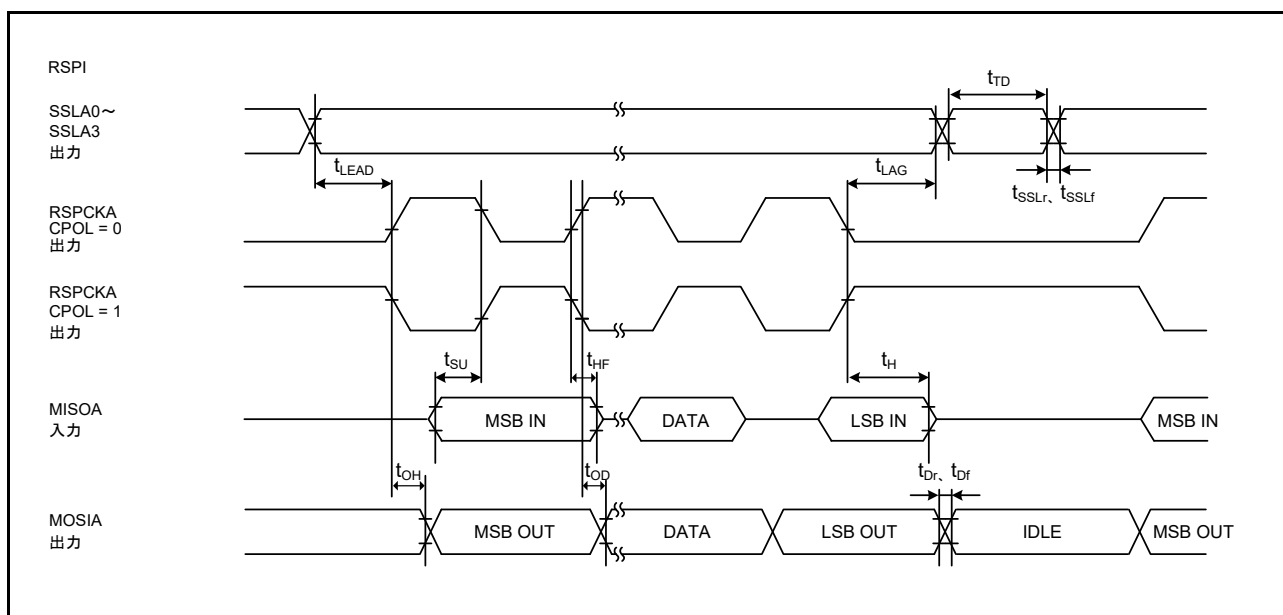 RSPI
SSLA0～
SSLA3
出力
tTD
tLEAD
tLAG
tSSLr、tSSLf
RSPCKA
CPOL = 0
出力
RSPCKA
CPOL = 1
出力
tSU
tHF
tH
MISOA
入力
MSB IN
DATA
LSB IN
MSB IN
tOH
tOD
tDr、tDf
MOSIA
出力
MSB OUT
DATA
LSB OUT
IDLE
MSB OUT